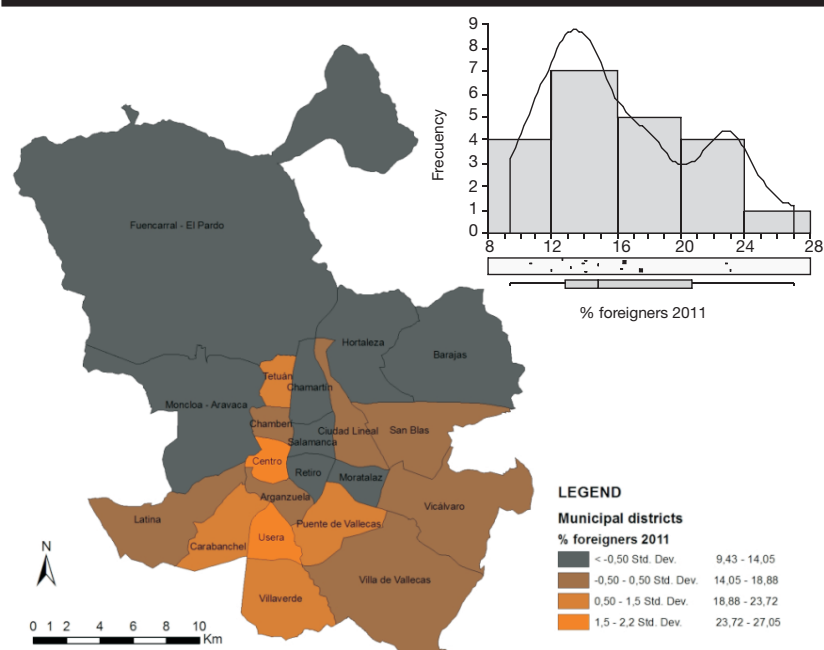 9
8
7
6
5
4
3
2
1
0
Frecuency
8 12 16 20 24 28
% foreigners 2011
Fuencarral - El Pardo
Hortaleza
Barajas
Tetuán
Chamartín
Moncloa - Aravaca
Chamberí
Ciudad Lineal
San Blas
Salamanca
Centro
Retiro
Moratalaz
Arganzuela
Vicálvaro
Latina
Puente de Vallecas
Carabanchel
Usera
Villa de Vallecas
Villaverde
N
0 1 2 4 6 8 10
Km
LEGEND
Municipal districts
% foreigners 2011
< -0,50 Std. Dev. 9,43 - 14,05
-0,50 - 0,50 Std. Dev. 14,05 - 18,88
0,50 - 1,5 Std. Dev. 18,88 - 23,72
1,5 - 2,2 Std. Dev. 23,72 - 27,05